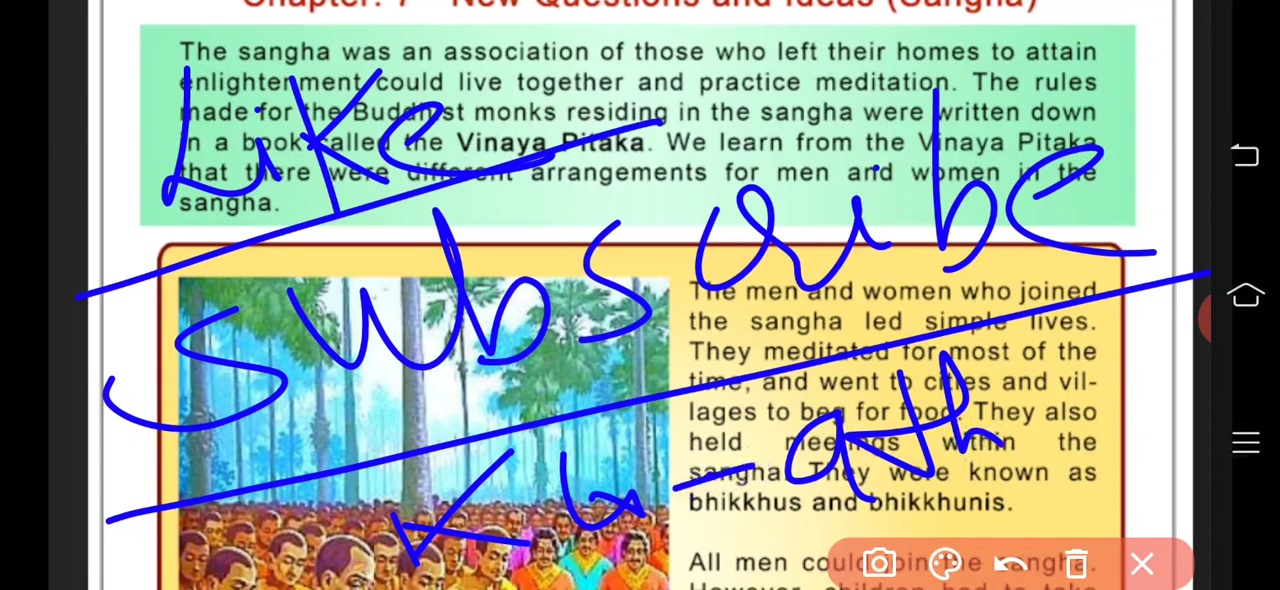 Chapter: 7 - New Questions and Ideas (Sangha)
The sangha was an association of those who left their homes to attain
enlightenment could live together and practice meditation. The rules
made for the Buddhist monks residing in the sangha were written down
in a book called the Vinaya Pitaka. We learn from the Vinaya Pitaka
that there were different arrangements for men and women in the
sangha.
Like
Subscribe
The men and women who joined
the sangha led simple lives.
They meditated for most of the
time, and went to cities and vil-
lages to beg for food. They also
held meetings within the
sangha. They were known as
bhikkhus and bhikkhunis.
All men could join the sangha.
However, children had to take